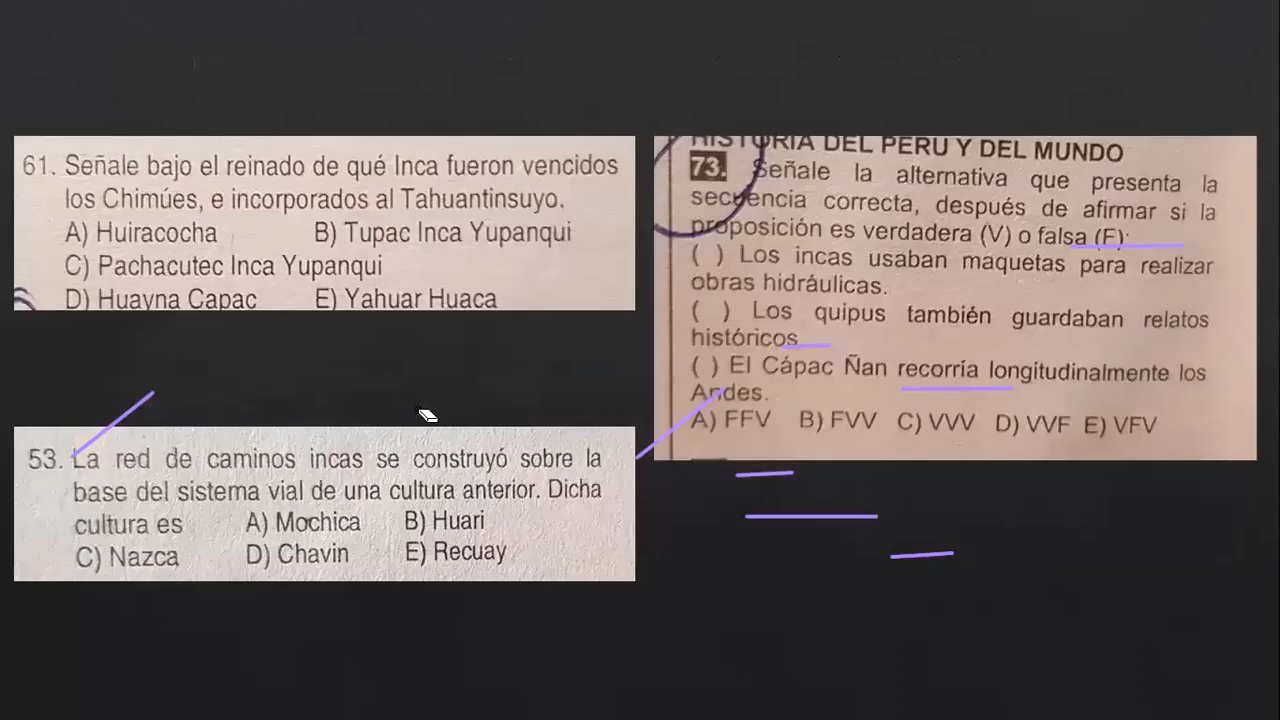 61. Señale bajo el reinado de qué Inca fueron vencidos
los Chimúes, e incorporados al Tahuantinsuyo.
A) Huiracocha B) Tupac Inca Yupanqui
C) Pachacutec Inca Yupanqui
D) Huayna Capac E) Yahuar Huaca
53. La red de caminos incas se construyó sobre la
base del sistema vial de una cultura anterior. Dicha
cultura es A) Mochica B) Huari
C) Nazca D) Chavin E) Recuay
HISTORIA DEL PERU Y DEL MUNDO
73. Señale la alternativa que presenta la
secuencia correcta, después de afirmar si la
proposición es verdadera (V) o falsa (F):
( ) Los incas usaban maquetas para realizar
obras hidráulicas.
( ) Los quipus también guardaban relatos
históricos
( ) El Cápac Ñan recorría longitudinalmente los
Andes.
A) FFV B) FVV C) VVV D) VVF E) VFV